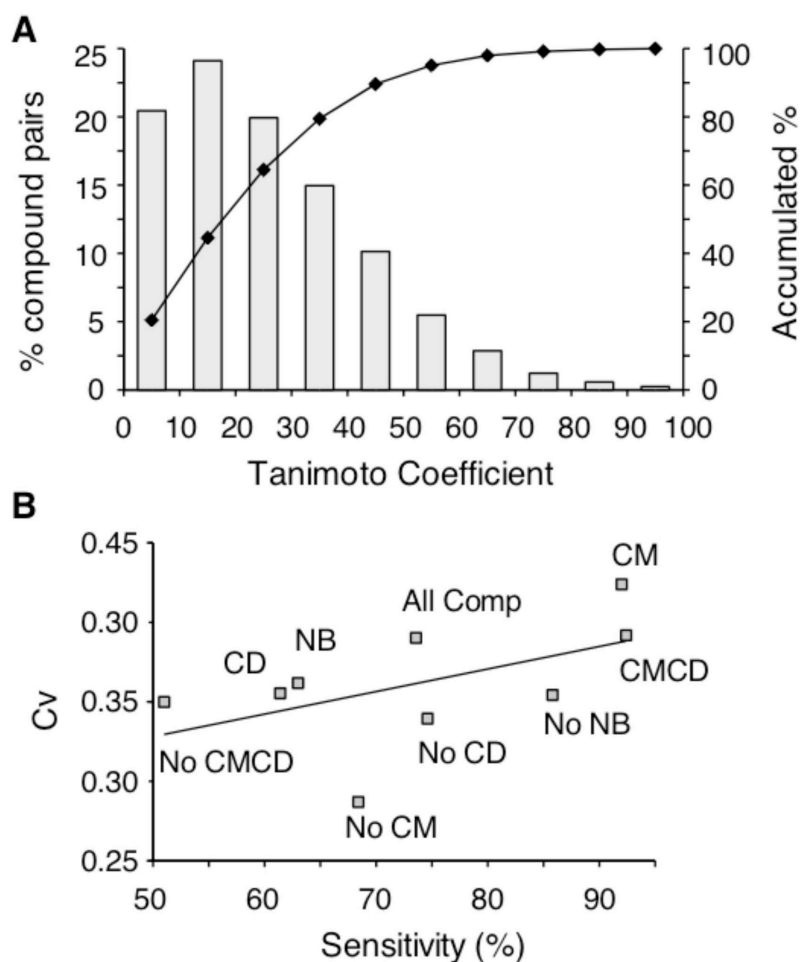 A
% compound pairs
25
20
15
10
5
0
100
80
60
40
20
0
Accumulated %
0 10 20 30 40 50 60 70 80 90 100
Tanimoto Coefficient
B
Cv
0.45
0.30
0.35
0.30
0.25
CM
All Comp
NB
CD
CMCD
No NB
No CD
No CMCD
No CM
50 60 70 80 90
Sensitivity (%)